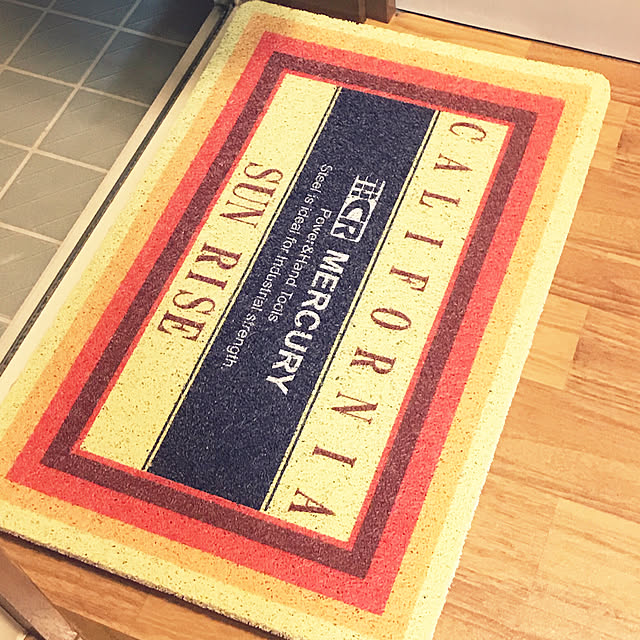 CALIFORNIA
MERCURY
Power&Hand Tools
Steel is ideal for industrial strength
SUN RISE